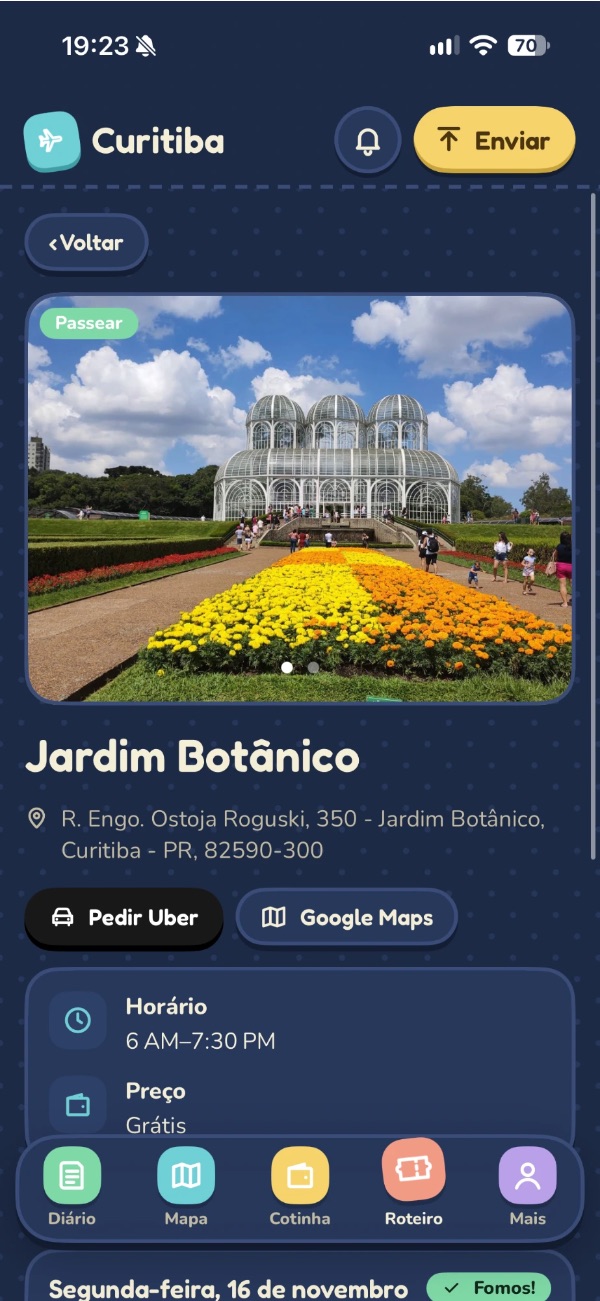 19:23
70
Curitiba
Enviar
‹Voltar
Passear
Jardim Botânico
R. Engo. Ostoja Roguski, 350 - Jardim Botânico,
Curitiba - PR, 82590-300
Pedir Uber
Google Maps
Horário
6 AM–7:30 PM
Preço
Grátis
Diário
Mapa
Cotinha
Roteiro
Mais
Segunda-feira, 16 de novembro
Fomos!